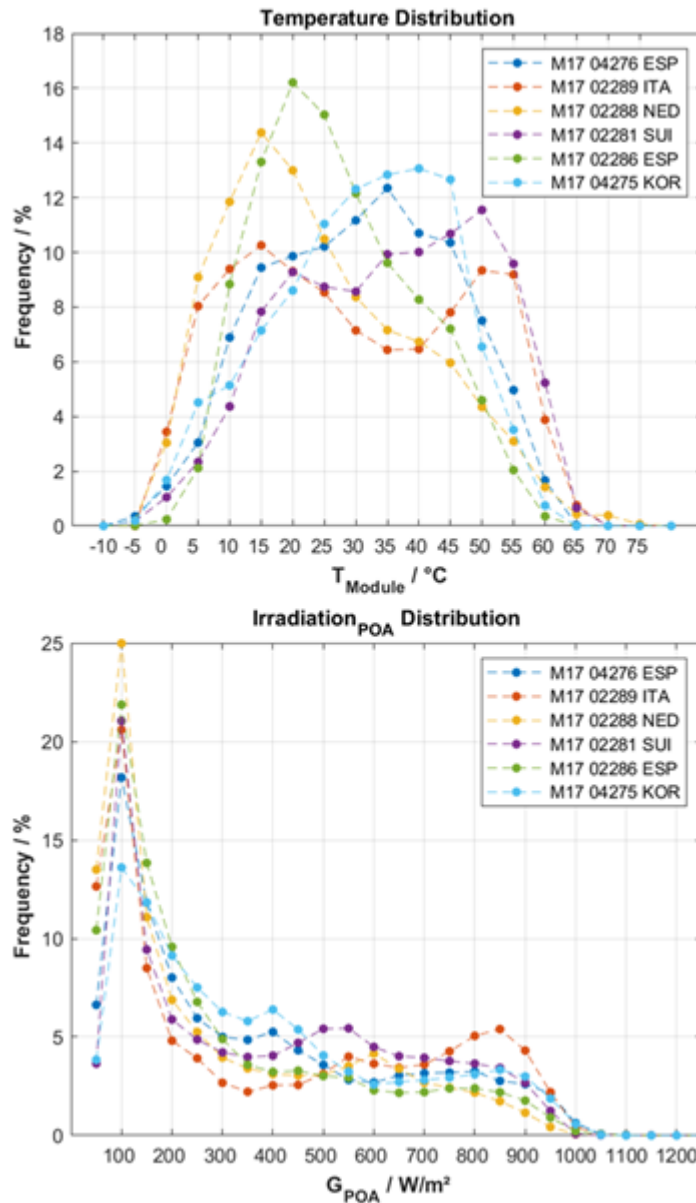 Temperature Distribution
18
16
14
12
10
8
6
4
2
0
Frequency / %
M17 04276 ESP
M17 02289 ITA
M17 02288 NED
M17 02281 SUI
M17 02286 ESP
M17 04275 KOR
-10 -5 0 5 10 15 20 25 30 35 40 45 50 55 60 65 70 75
T_Module / °C
Irradiation_POA Distribution
25
20
15
10
5
0
Frequency / %
M17 04276 ESP
M17 02289 ITA
M17 02288 NED
M17 02281 SUI
M17 02286 ESP
M17 04275 KOR
100 200 300 400 500 600 700 800 900 1000 1100 1200
G_POA / W/m²